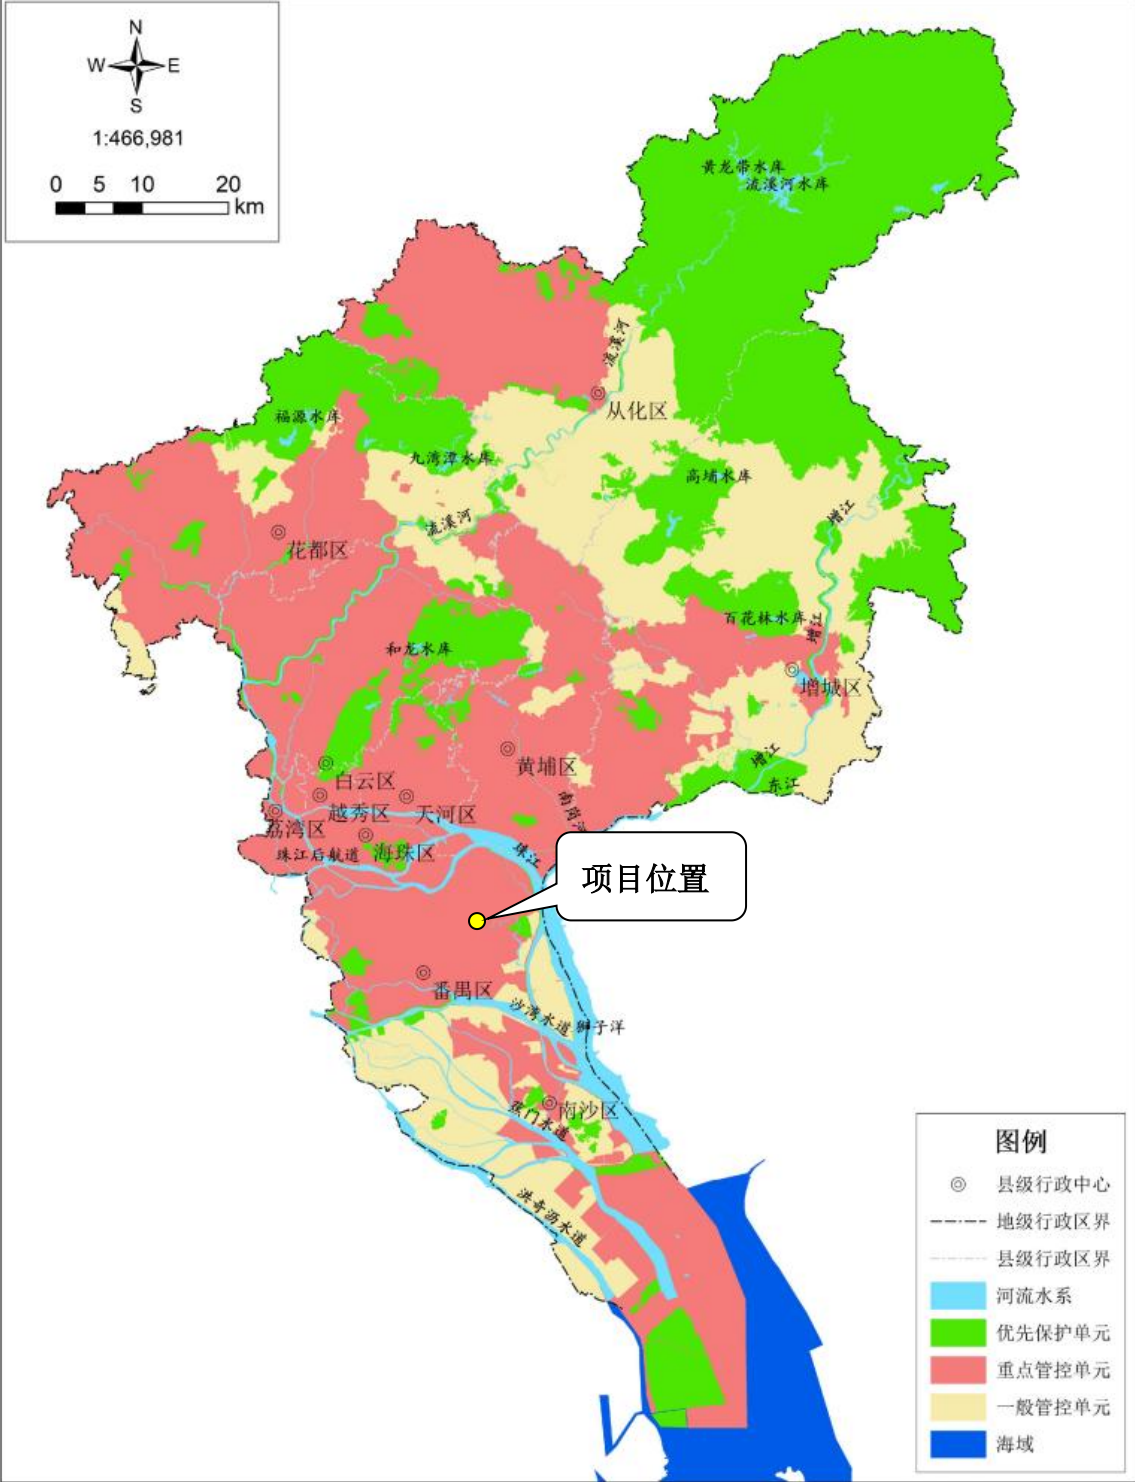 N
W E
S
1:466,981
0 5 10 20
km
黄龙带水库
流溪河水库
流溪河
从化区
福源水库
九湾潭水库
高埔水库
增江
流溪河
花都区
百花林水库
增江
和龙水库
增城区
增江
黄埔区
白云区
东江
南岗河
越秀区
天河区
荔湾区
珠江
珠江后航道
海珠区
项目位置
番禺区
沙湾水道
狮子洋
南沙区
蕉门水道
洪奇沥水道
图例
县级行政中心
地级行政区界
县级行政区界
河流水系
优先保护单元
重点管控单元
一般管控单元
海域